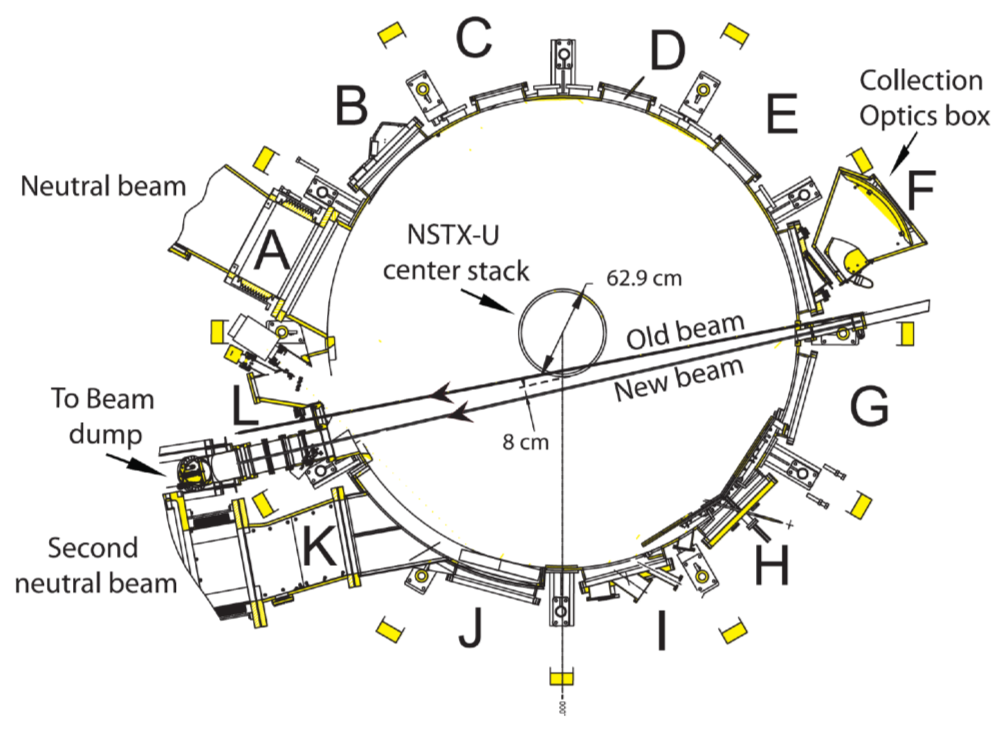 C
D
B
E
Collection
Optics box
F
Neutral beam
A
NSTX-U
center stack
62.9 cm
Old beam
New beam
L
G
To Beam
dump
8 cm
K
Second
neutral beam
H
J
I